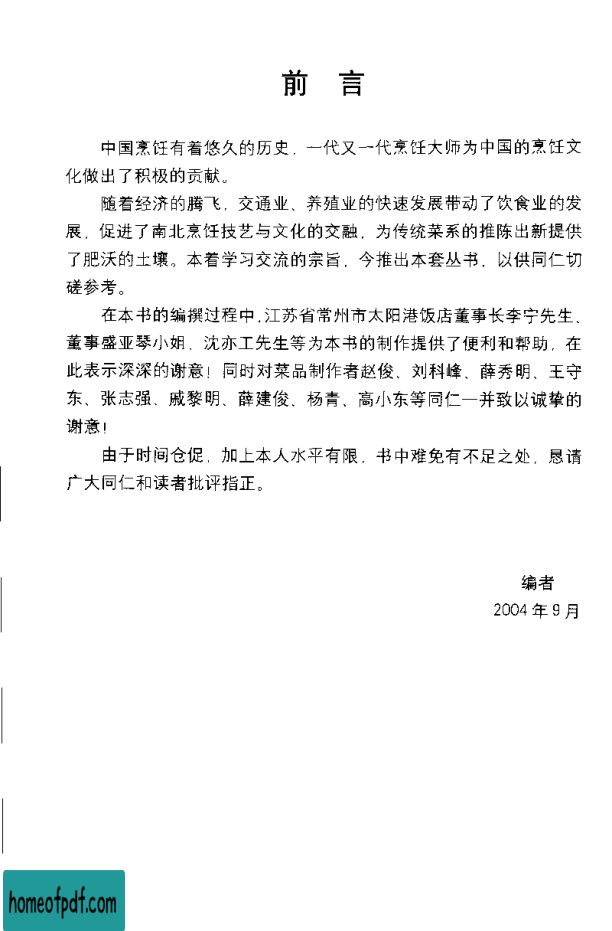 前 言
中国烹饪有着悠久的历史，一代又一代烹饪大师为中国的烹饪文
化做出了积极的贡献。
随着经济的腾飞，交通业、养殖业的快速发展带动了饮食业的发
展，促进了南北烹饪技艺与文化的交融，为传统菜系的推陈出新提供
了肥沃的土壤。本着学习交流的宗旨，今推出本套丛书，以供同仁切
磋参考。
在本书的编撰过程中,江苏省常州市太阳港饭店董事长李宇先生、
董事盛亚琴小姐，沈亦工先生等为本书的制作提供了便利和帮助，在
此表示深深的谢意！同时对菜品制作者赵俊、刘科峰、薛秀明、王守
东、张志强、戚黎明、薛建俊、杨青、高小东等同仁一并致以诚挚的
谢意！
由于时间仓促，加上本人水平有限，书中难免有不足之处，恳请
广大同仁和读者批评指正。
编者
2004 年 9 月
homeofpdf.com